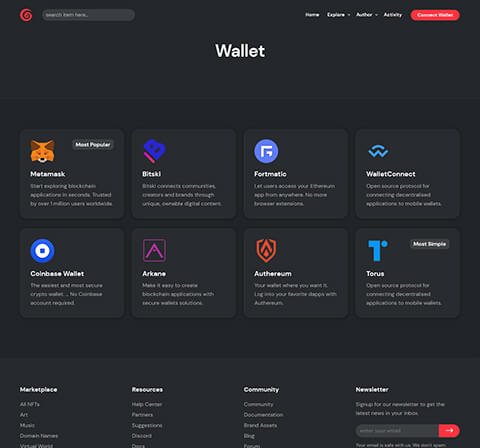 search item here...
Home Explore Author Activity Connect Wallet
Wallet
Most Popular
Metamask
Start exploring blockchain
applications in seconds. Trusted
by over 1 million users worldwide.
Bitski
Bitski connects communities,
creators and brands through
unique, ownable digital content.
Fortmatic
Let users access your Ethereum
app from anywhere. No more
browser extensions.
WalletConnect
Open source protocol for
connecting decentralised
applications to mobile wallets.
Coinbase Wallet
The easiest and most secure
crypto wallet. ... No Coinbase
account required.
Arkane
Make it easy to create
blockchain applications with
secure wallets solutions.
Authereum
Your wallet where you want it.
Log into your favorite dapps with
Authereum.
Most Simple
Torus
Open source protocol for
connecting decentralised
applications to mobile wallets.
Marketplace
All NFTs
Art
Music
Domain Names
Virtual World
Resources
Help Center
Partners
Suggestions
Discord
Docs
Community
Community
Documentation
Brand Assets
Blog
Forum
Newsletter
Signup for our newsletter to get the
latest news in your inbox.
enter your email
Your email is safe with us. We don't spam.